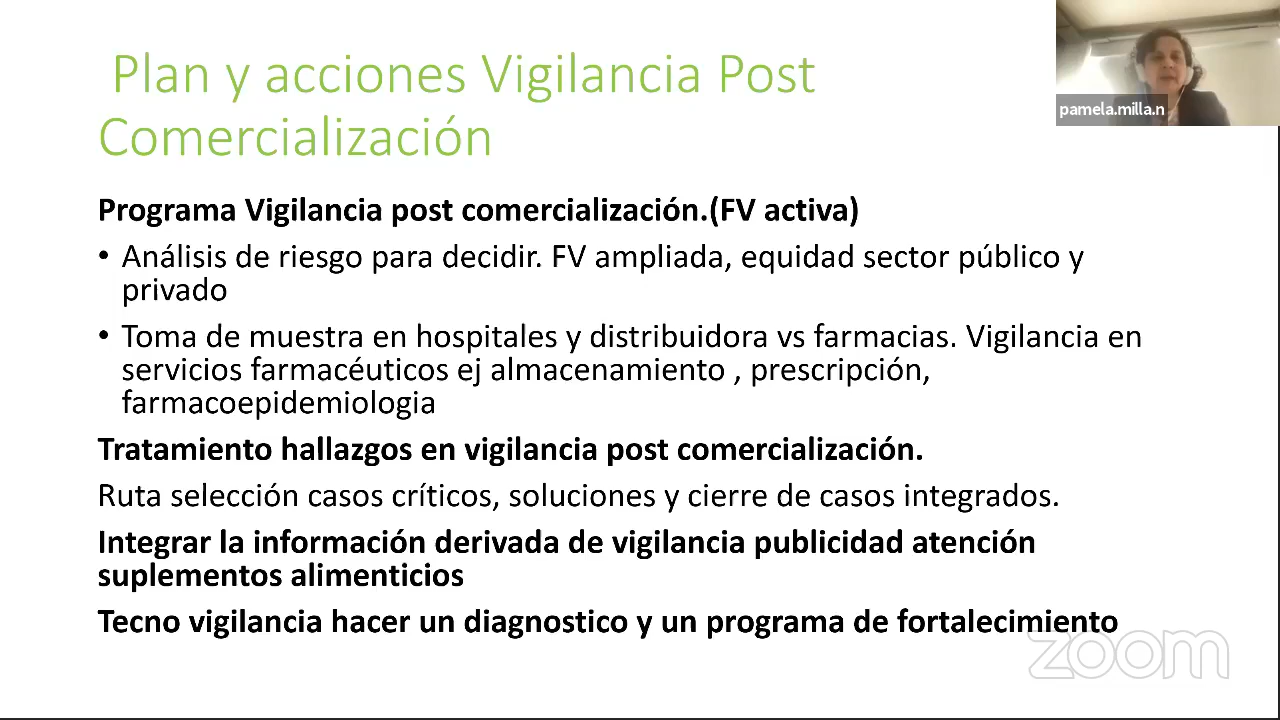 Plan y acciones Vigilancia Post
Comercialización
pamela.milla.n
Programa Vigilancia post comercialización.(FV activa)
• Análisis de riesgo para decidir. FV ampliada, equidad sector público y
privado
• Toma de muestra en hospitales y distribuidora vs farmacias. Vigilancia en
servicios farmacéuticos ej almacenamiento , prescripción,
farmacoepidemiologia
Tratamiento hallazgos en vigilancia post comercialización.
Ruta selección casos críticos, soluciones y cierre de casos integrados.
Integrar la información derivada de vigilancia publicidad atención
suplementos alimenticios
Tecno vigilancia hacer un diagnostico y un programa de fortalecimiento
zoom